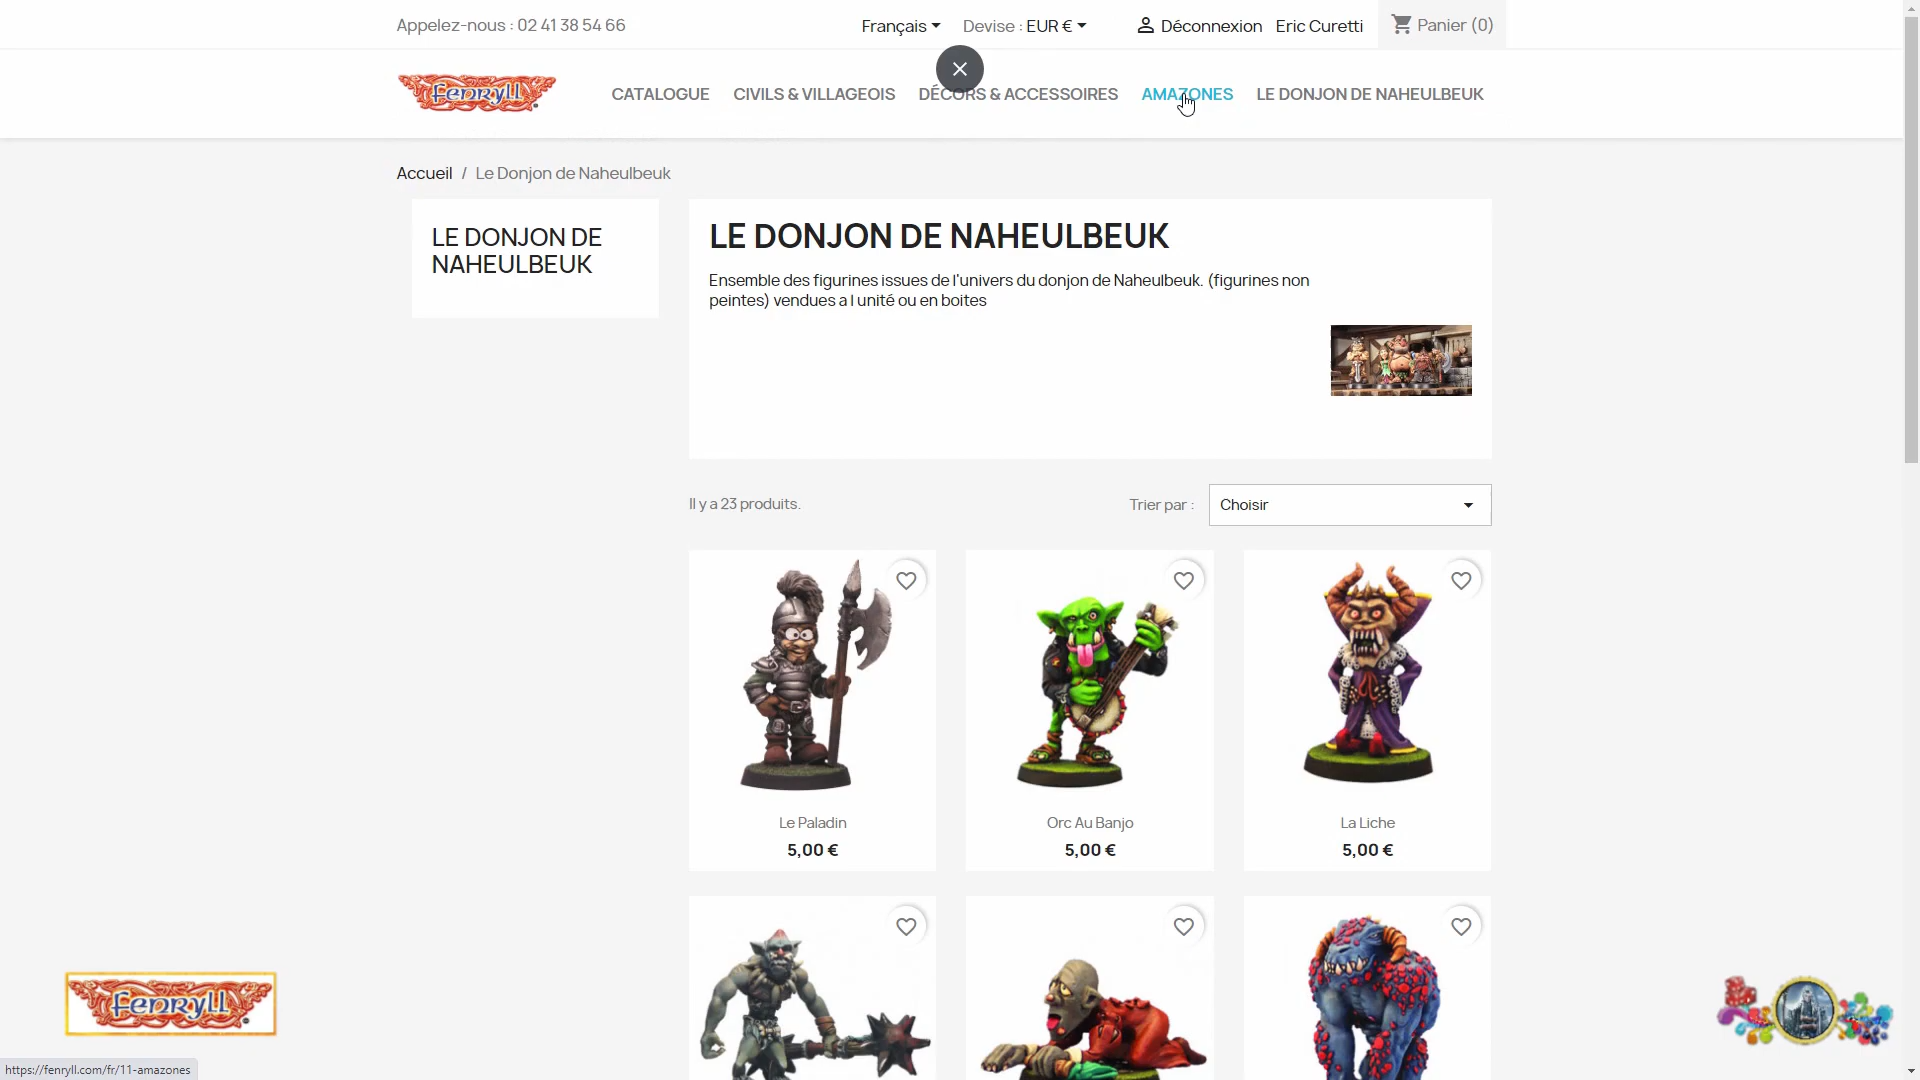 Appelez-nous : 02 41 38 54 66
Français
Devise : EUR €
Déconnexion
Eric Curetti
Panier (0)
Fenryll
CATALOGUE
CIVILS & VILLAGEOIS
DÉCORS & ACCESSOIRES
AMAZONES
LE DONJON DE NAHEULBEUK
Accueil / Le Donjon de Naheulbeuk
LE DONJON DE
NAHEULBEUK
LE DONJON DE NAHEULBEUK
Ensemble des figurines issues de l'univers du donjon de Naheulbeuk. (figurines non
peintes) vendues a l unité ou en boites
Il y a 23 produits.
Trier par :
Choisir
Le Paladin
5,00 €
Orc Au Banjo
5,00 €
La Liche
5,00 €
Fenryll
https://fenryll.com/fr/11-amazones